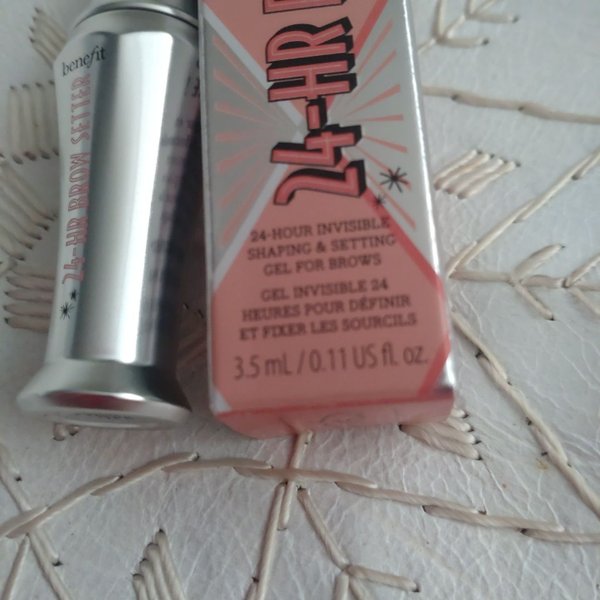 benefit
24-HR BROW SETTER
24-HR
24-HOUR INVISIBLE
SHAPING & SETTING
GEL FOR BROWS
GEL INVISIBLE 24
HEURES POUR DÉFINIR
ET FIXER LES SOURCILS
3.5 mL / 0.11 US fl. oz.